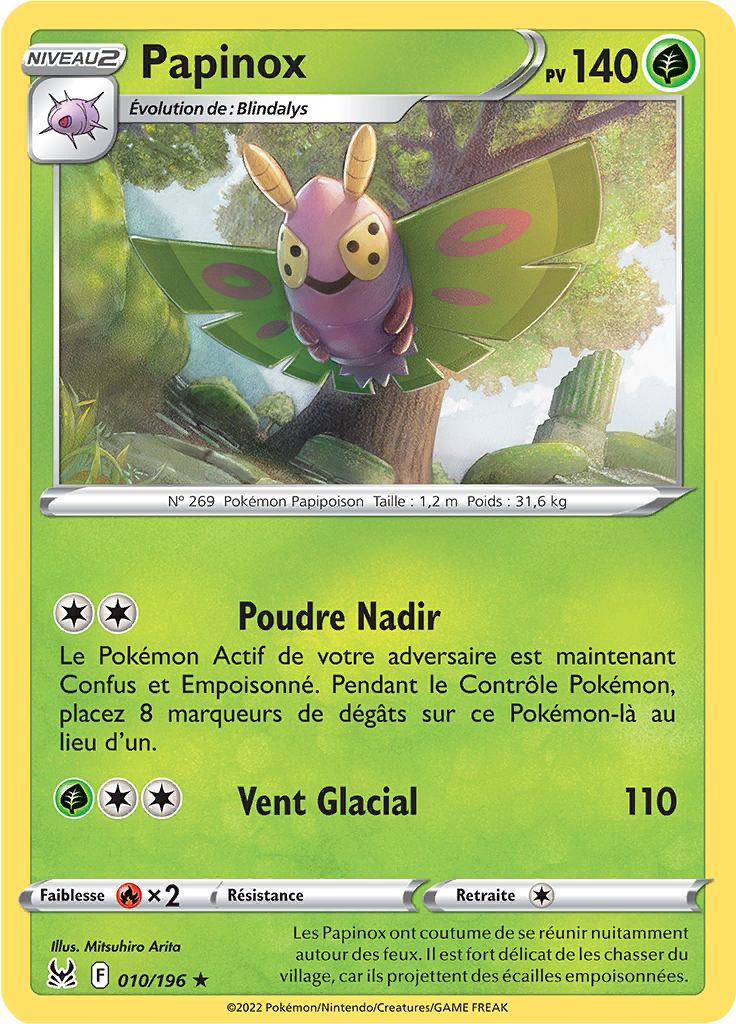 NIVEAU 2
Papinox
PV 140
Évolution de : Blindalys
N° 269 Pokémon Papipoison Taille : 1,2 m Poids : 31,6 kg
Poudre Nadir
Le Pokémon Actif de votre adversaire est maintenant
Confus et Empoisonné. Pendant le Contrôle Pokémon,
placez 8 marqueurs de dégâts sur ce Pokémon-là au
lieu d'un.
Vent Glacial 110
Faiblesse ×2 Résistance Retraite
Illus. Mitsuhiro Arita
F 010/196 ★
Les Papinox ont coutume de se réunir nuitamment
autour des feux. Il est fort délicat de les chasser du
village, car ils projettent des écailles empoisonnées.
©2022 Pokémon/Nintendo/Creatures/GAME FREAK